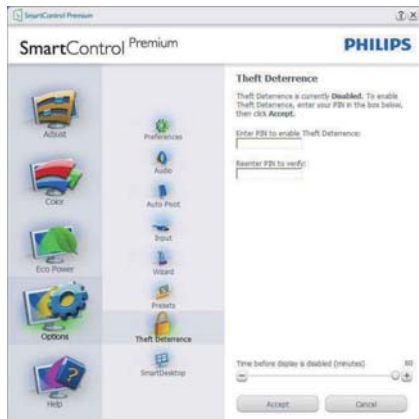 SmartControl Premium
SmartControl Premium
PHILIPS
Adjust
Color
Eco Power
Options
Help
Preferences
Audio
Auto Pivot
Input
Wizard
Presets
Theft Deterrence
SmartDesktop
Theft Deterrence
Theft Deterrence is currently Disabled. To enable
Theft Deterrence, enter your PIN in the box below,
then click Accept.
Enter PIN to enable Theft Deterrence:
Reenter PIN to verify:
Time before display is disabled (minutes)
Accept
Cancel